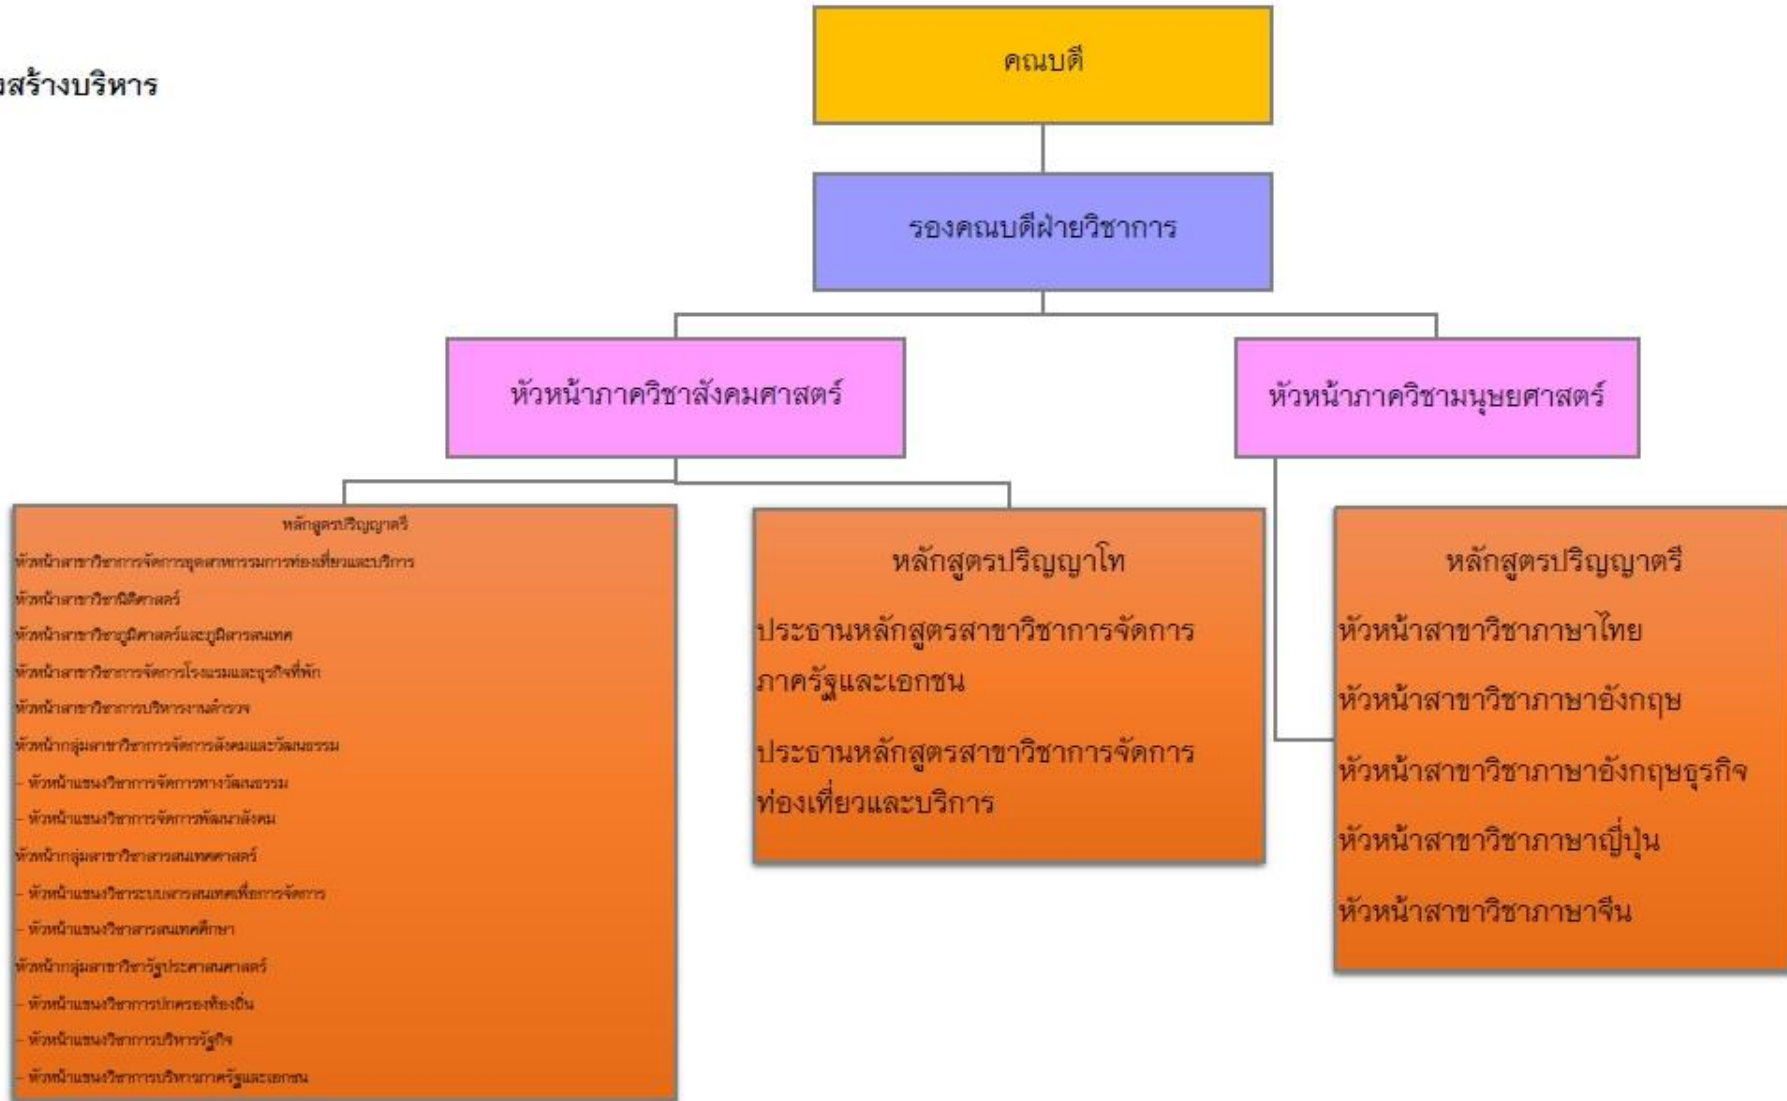 งสร้างบริหาร
คณบดี
รองคณบดีฝ่ายวิชาการ
หัวหน้าภาควิชาสังคมศาสตร์
หัวหน้าภาควิชามนุษยศาสตร์
หลักสูตรปริญญาตรี
หัวหน้าสาขาวิชาการจัดการอุตสาหกรรมการท่องเที่ยวและบริการ
หัวหน้าสาขาวิชานิติศาสตร์
หัวหน้าสาขาวิชาภูมิศาสตร์และภูมิสารสนเทศ
หัวหน้าสาขาวิชาการจัดการโรงแรมและธุรกิจที่พัก
หัวหน้าสาขาวิชาการบริหารงานตำรวจ
หัวหน้ากลุ่มสาขาวิชาการจัดการสังคมและวัฒนธรรม
- หัวหน้าแขนงวิชาการจัดการทางวัฒนธรรม
- หัวหน้าแขนงวิชาการจัดการพัฒนาสังคม
หัวหน้ากลุ่มสาขาวิชาสารสนเทศศาสตร์
- หัวหน้าแขนงวิชาระบบสารสนเทศเพื่อการจัดการ
- หัวหน้าแขนงวิชาสารสนเทศศึกษา
หัวหน้ากลุ่มสาขาวิชารัฐประศาสนศาสตร์
- หัวหน้าแขนงวิชาการปกครองท้องถิ่น
- หัวหน้าแขนงวิชาการบริหารรัฐกิจ
- หัวหน้าแขนงวิชาการบริหารภาครัฐและเอกชน
หลักสูตรปริญญาโท
ประธานหลักสูตรสาขาวิชาการจัดการ
ภาครัฐและเอกชน
ประธานหลักสูตรสาขาวิชาการจัดการ
ท่องเที่ยวและบริการ
หลักสูตรปริญญาตรี
หัวหน้าสาขาวิชาภาษาไทย
หัวหน้าสาขาวิชาภาษาอังกฤษ
หัวหน้าสาขาวิชาภาษาอังกฤษธุรกิจ
หัวหน้าสาขาวิชาภาษาญี่ปุ่น
หัวหน้าสาขาวิชาภาษาจีน